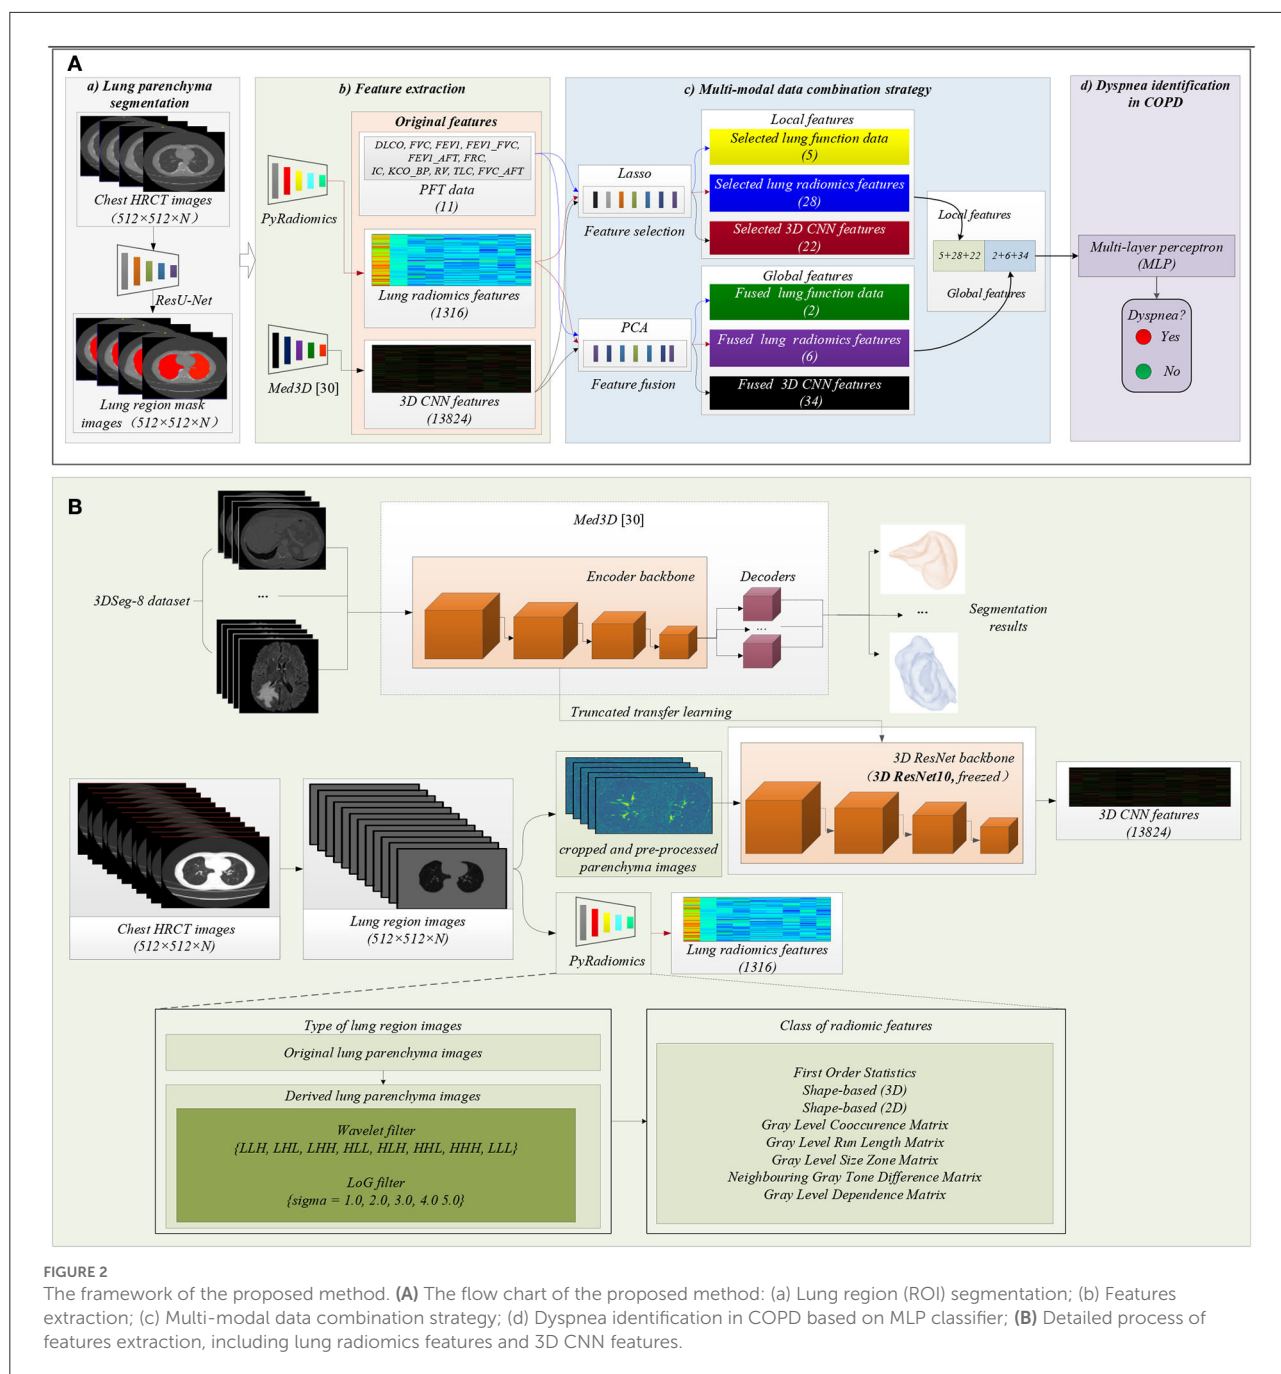 A
a) Lung parenchyma
segmentation
Chest HRCT images
(512×512×N)
ResU-Net
Lung region mask
images (512×512×N)
b) Feature extraction
PyRadiomics
Med3D [30]
Original features
DLCO, FVC, FEV1, FEV1_FVC,
FEV1_AFT, FRC,
IC, KCO_BP, RV, TLC, FVC_AFT
PFT data
(11)
Lung radiomics features
(1316)
3D CNN features
(13824)
c) Multi-modal data combination strategy
Lasso
Feature selection
PCA
Feature fusion
Local features
Selected lung function data
(5)
Selected lung radiomics features
(28)
Selected 3D CNN features
(22)
Global features
Fused lung function data
(2)
Fused lung radiomics features
(6)
Fused 3D CNN features
(34)
Local features
5+28+22
2+6+34
Global features
d) Dyspnea identification
in COPD
Multi-layer perceptron
(MLP)
Dyspnea?
Yes
No
B
3DSeg-8 dataset
...
Med3D [30]
Encoder backbone
Decoders
...
...
Segmentation
results
Truncated transfer learning
Chest HRCT images
(512×512×N)
Lung region images
(512×512×N)
cropped and pre-processed
parenchyma images
3D ResNet backbone
(3D ResNet10, freezed)
3D CNN features
(13824)
PyRadiomics
Lung radiomics features
(1316)
Type of lung region images
Original lung parenchyma images
Derived lung parenchyma images
Wavelet filter
{LLH, LHL, LHH, HLL, HLH, HHL, HHH, LLL}
LoG filter
{sigma = 1.0, 2.0, 3.0, 4.0 5.0}
Class of radiomic features
First Order Statistics
Shape-based (3D)
Shape-based (2D)
Gray Level Cooccurence Matrix
Gray Level Run Length Matrix
Gray Level Size Zone Matrix
Neighbouring Gray Tone Difference Matrix
Gray Level Dependence Matrix
FIGURE 2
The framework of the proposed method. (A) The flow chart of the proposed method: (a) Lung region (ROI) segmentation; (b) Features
extraction; (c) Multi-modal data combination strategy; (d) Dyspnea identification in COPD based on MLP classifier; (B) Detailed process of
features extraction, including lung radiomics features and 3D CNN features.